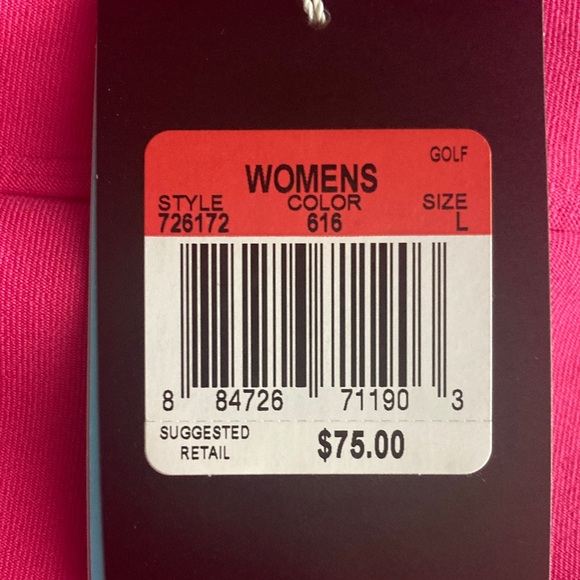 GOLF
WOMENS
STYLE COLOR SIZE
726172 616 L
8 84726 71190 3
SUGGESTED
RETAIL $75.00